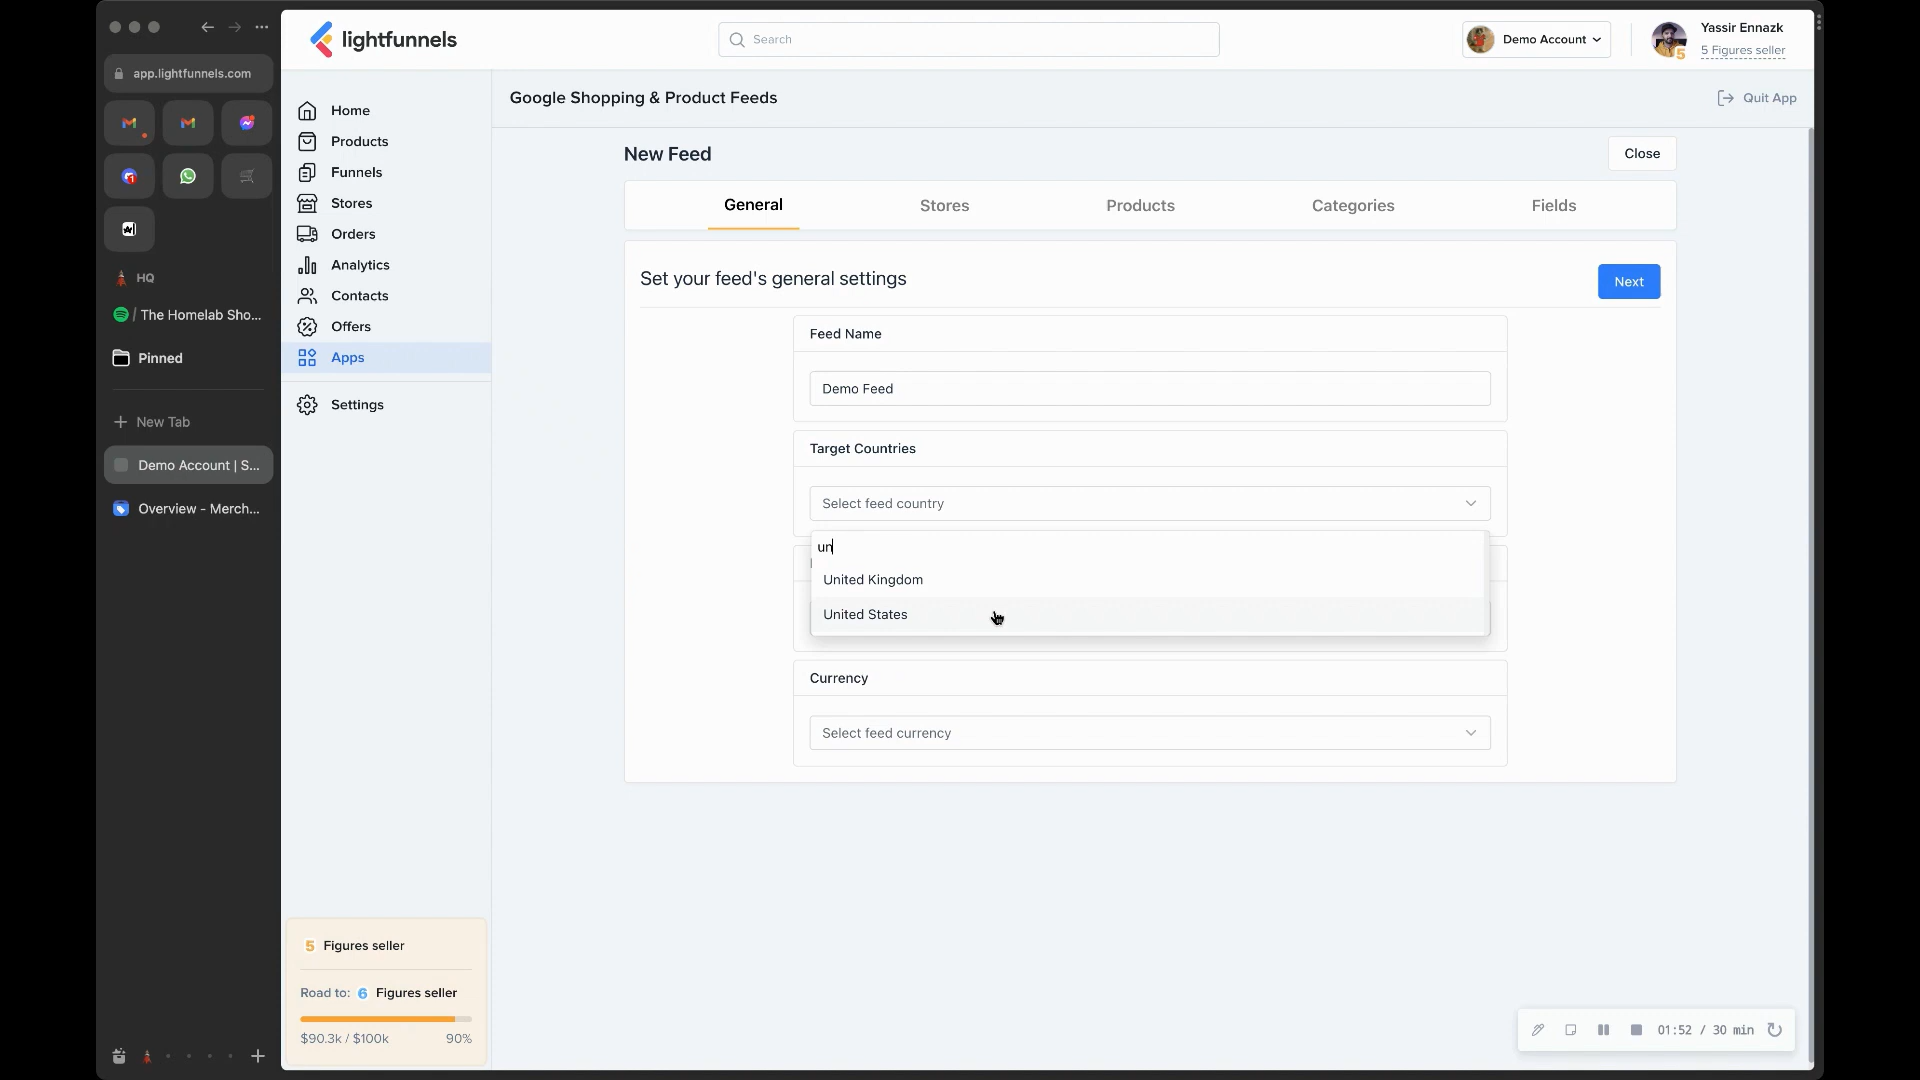 app.lightfunnels.com
HQ
/ The Homelab Sho...
Pinned
New Tab
Demo Account | S...
Overview - Merch...
lightfunnels
Search
Demo Account
Yassir Ennazk
5 Figures seller
5
Home
Products
Funnels
Stores
Orders
Analytics
Contacts
Offers
Apps
Settings
5 Figures seller
Road to: 6 Figures seller
$90.3k / $100k 90%
Google Shopping & Product Feeds
Quit App
New Feed
Close
General Stores Products Categories Fields
Set your feed's general settings
Next
Feed Name
Demo Feed
Target Countries
Select feed country
un
United Kingdom
United States
Currency
Select feed currency
01:52 / 30 min